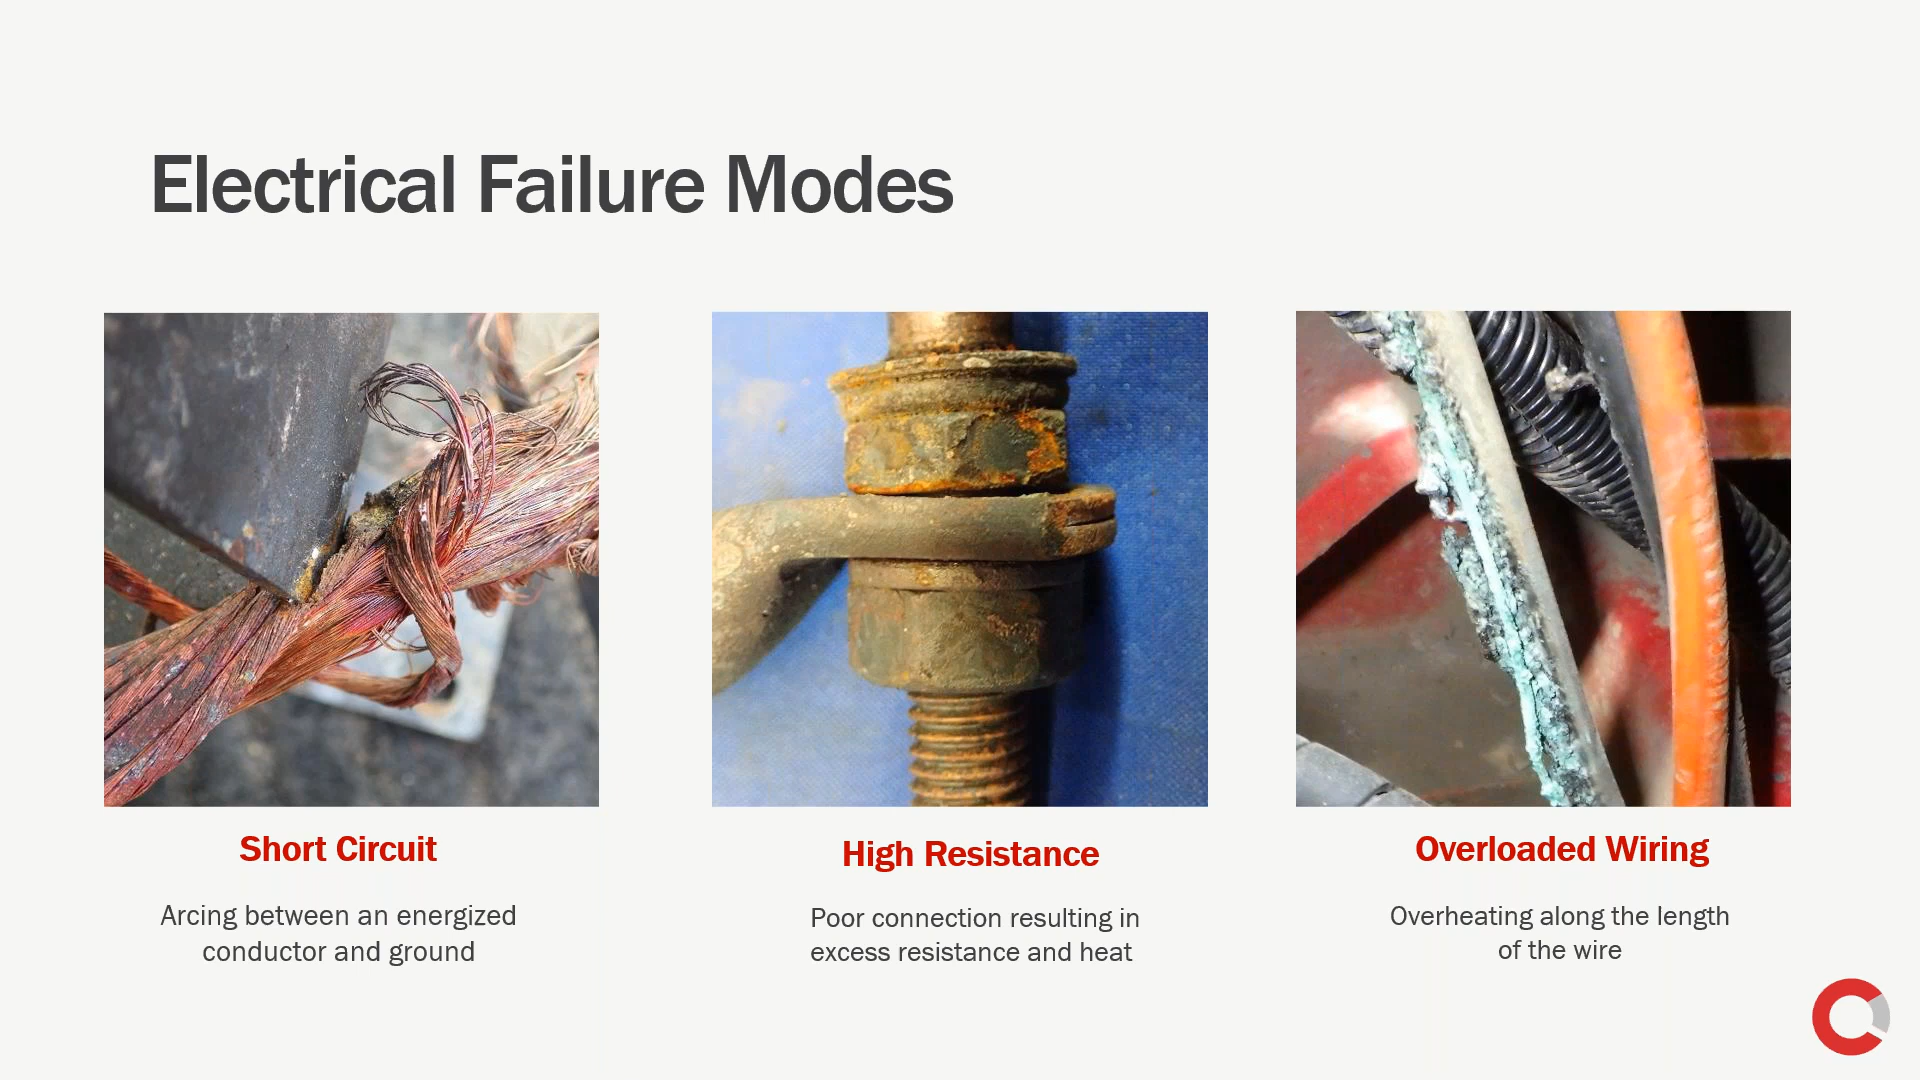 Electrical Failure Modes
Short Circuit
Arcing between an energized
conductor and ground
High Resistance
Poor connection resulting in
excess resistance and heat
Overloaded Wiring
Overheating along the length
of the wire